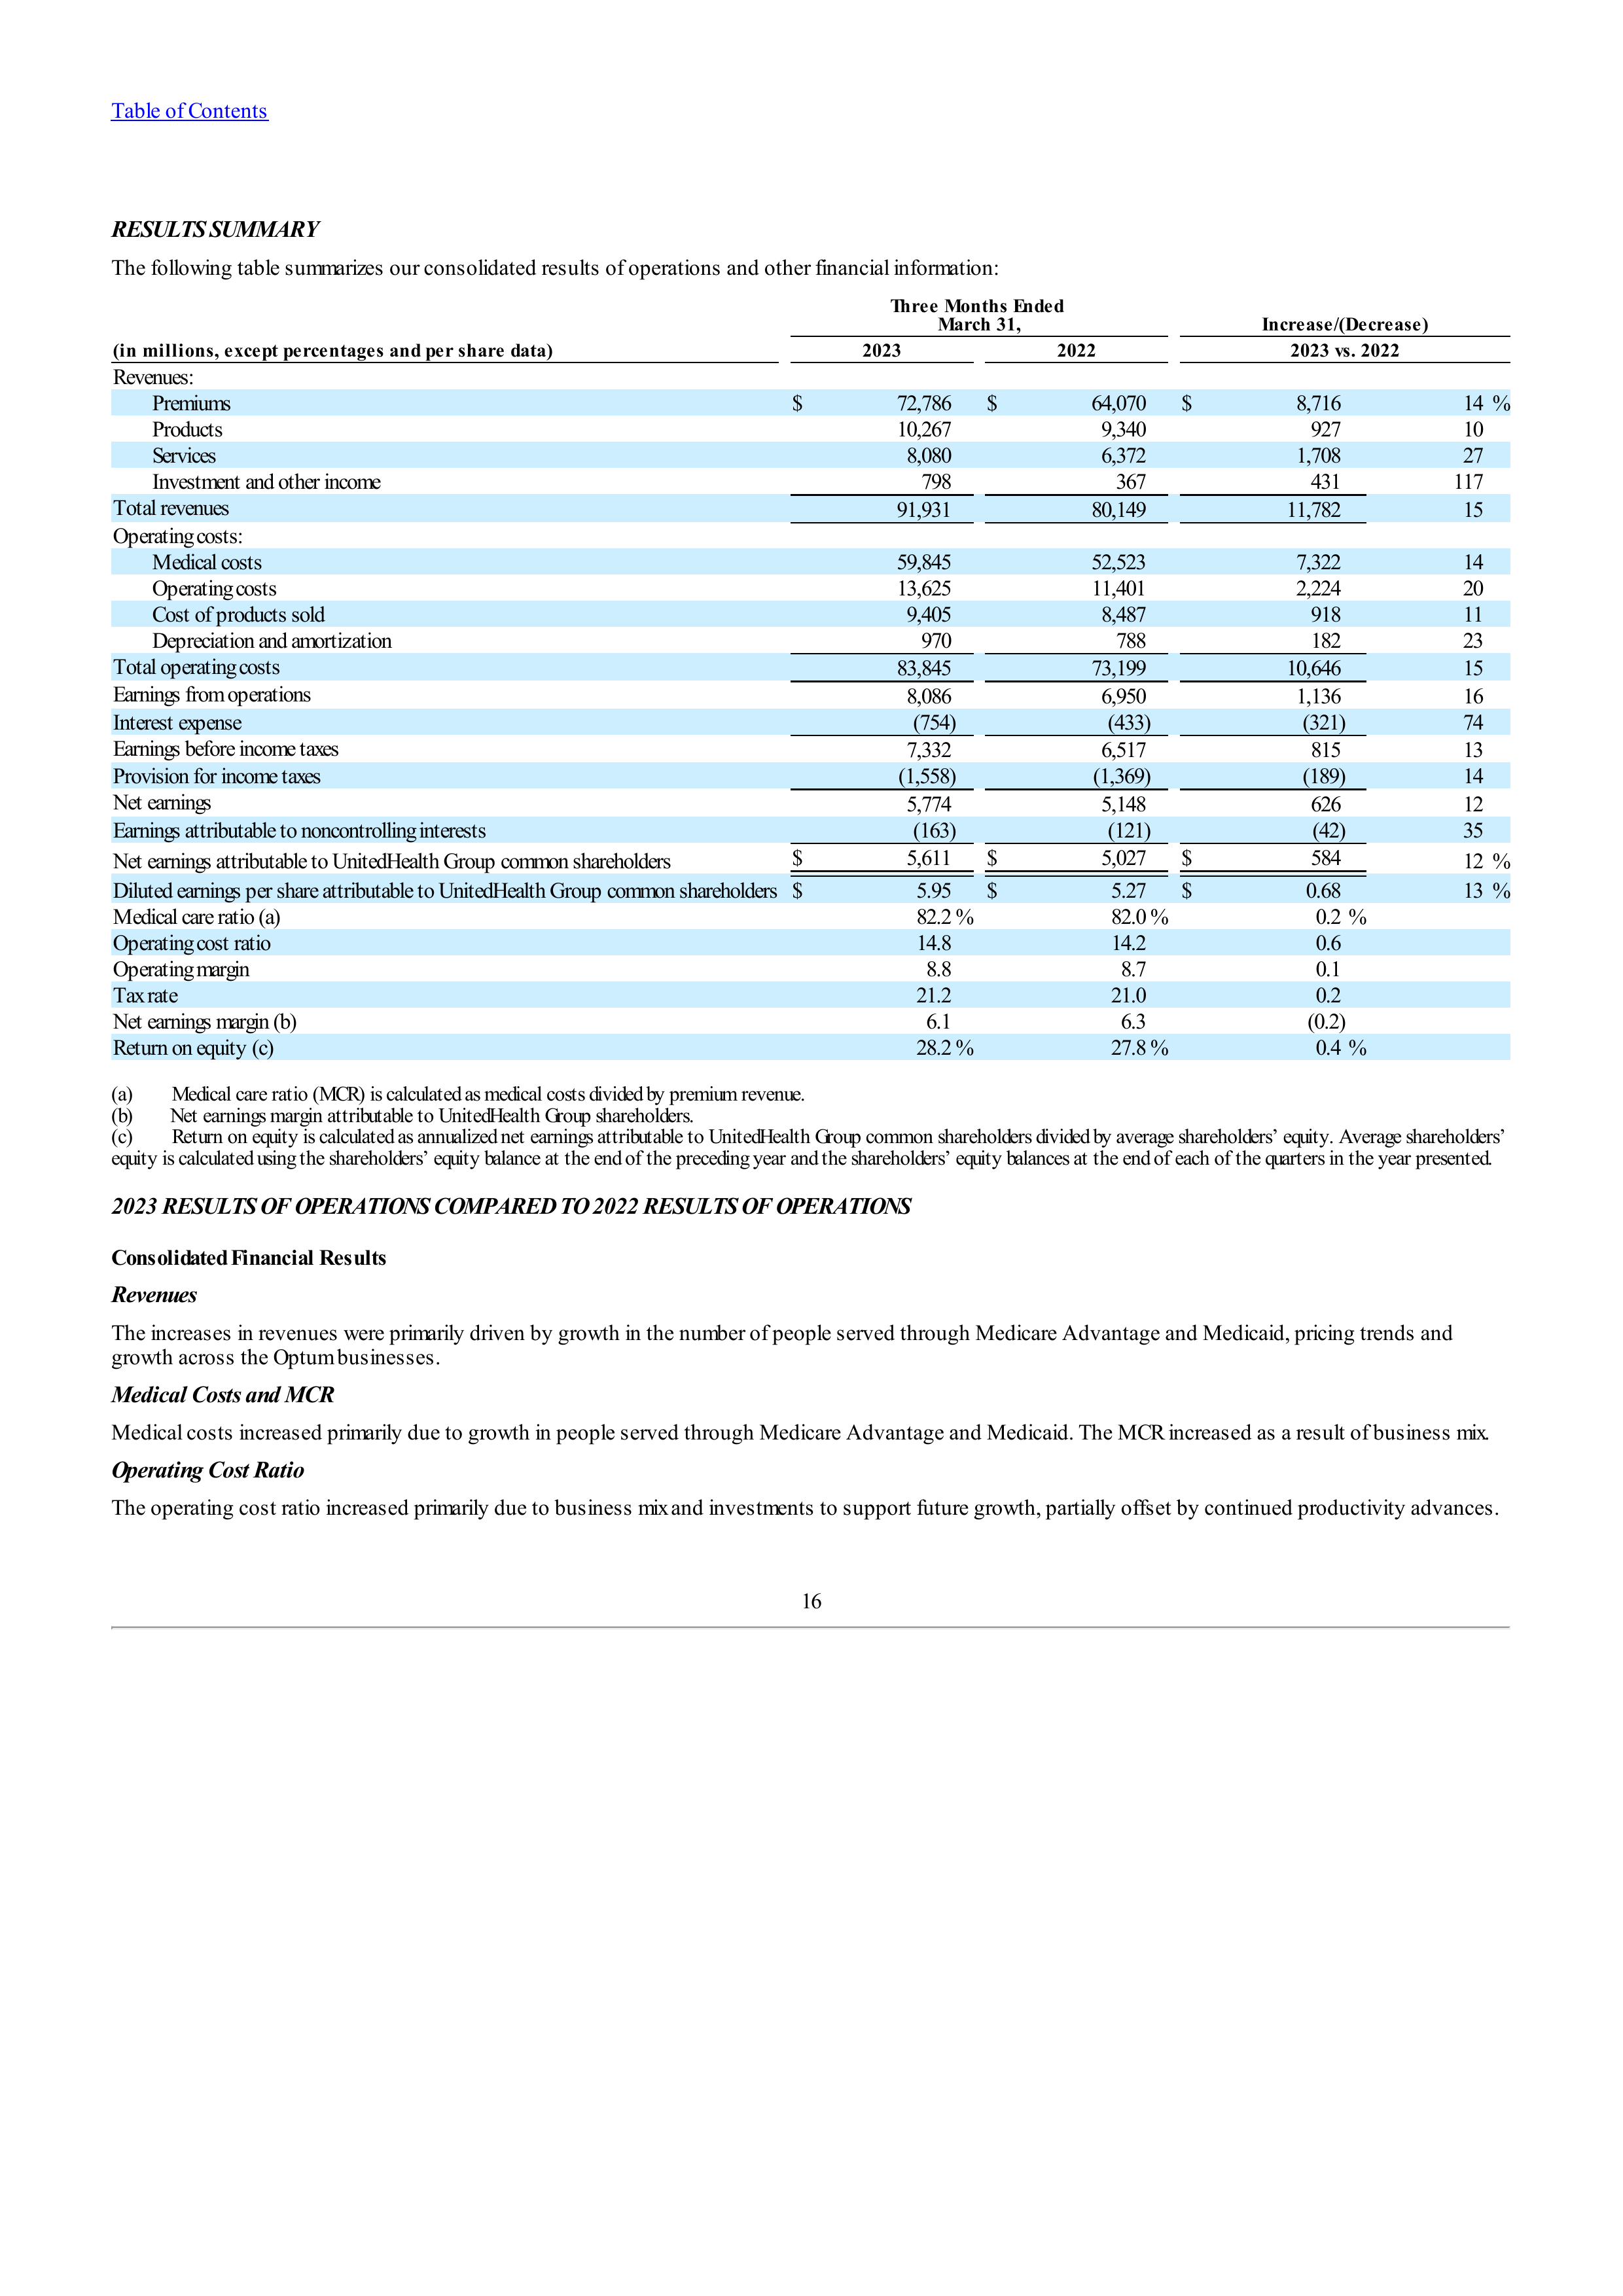 Table of Contents
RESULTS SUMMARY
The following table summarizes our consolidated results of operations and other financial information:
Three Months Ended
March 31, Increase/(Decrease)
(in millions, except percentages and per share data) 2023 2022 2023 vs. 2022
Revenues:
Premiums $ 72,786 $ 64,070 $ 8,716 14 %
Products 10,267 9,340 927 10
Services 8,080 6,372 1,708 27
Investment and other income 798 367 431 117
Total revenues 91,931 80,149 11,782 15
Operating costs:
Medical costs 59,845 52,523 7,322 14
Operating costs 13,625 11,401 2,224 20
Cost of products sold 9,405 8,487 918 11
Depreciation and amortization 970 788 182 23
Total operating costs 83,845 73,199 10,646 15
Earnings from operations 8,086 6,950 1,136 16
Interest expense (754) (433) (321) 74
Earnings before income taxes 7,332 6,517 815 13
Provision for income taxes (1,558) (1,369) (189) 14
Net earnings 5,774 5,148 626 12
Earnings attributable to noncontrolling interests (163) (121) (42) 35
Net earnings attributable to UnitedHealth Group common shareholders $ 5,611 $ 5,027 $ 584 12 %
Diluted earnings per share attributable to UnitedHealth Group common shareholders $ 5.95 $ 5.27 $ 0.68 13 %
Medical care ratio (a) 82.2 % 82.0 % 0.2 %
Operating cost ratio 14.8 14.2 0.6
Operating margin 8.8 8.7 0.1
Tax rate 21.2 21.0 0.2
Net earnings margin (b) 6.1 6.3 (0.2)
Return on equity (c) 28.2 % 27.8 % 0.4 %
(a) Medical care ratio (MCR) is calculated as medical costs divided by premium revenue.
(b) Net earnings margin attributable to UnitedHealth Group shareholders.
(c) Return on equity is calculated as annualized net earnings attributable to UnitedHealth Group common shareholders divided by average shareholders’ equity. Average shareholders’
equity is calculated using the shareholders’ equity balance at the end of the preceding year and the shareholders’ equity balances at the end of each of the quarters in the year presented.
2023 RESULTS OF OPERATIONS COMPARED TO 2022 RESULTS OF OPERATIONS
Consolidated Financial Results
Revenues
The increases in revenues were primarily driven by growth in the number of people served through Medicare Advantage and Medicaid, pricing trends and
growth across the Optum businesses.
Medical Costs and MCR
Medical costs increased primarily due to growth in people served through Medicare Advantage and Medicaid. The MCR increased as a result of business mix.
Operating Cost Ratio
The operating cost ratio increased primarily due to business mix and investments to support future growth, partially offset by continued productivity advances.
16